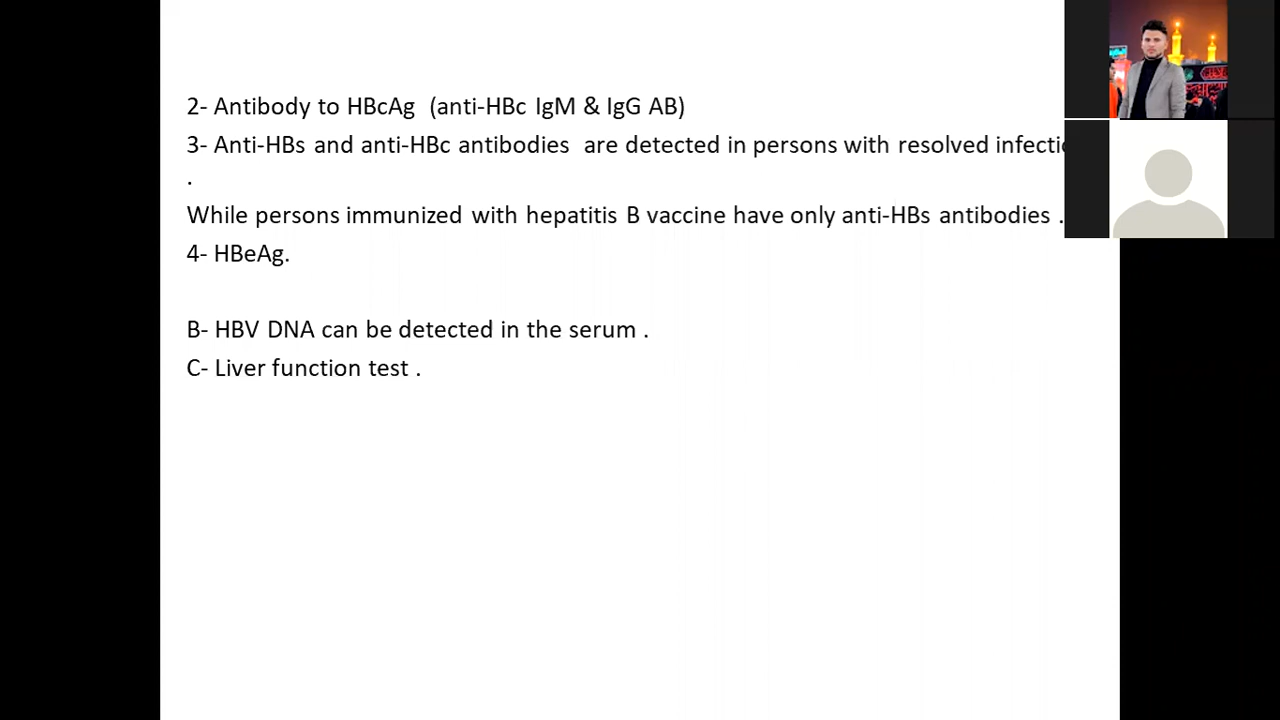 2- Antibody to HBcAg  (anti-HBc IgM & IgG AB)
3- Anti-HBs and anti-HBc antibodies  are detected in persons with resolved
.
While persons immunized with hepatitis B vaccine have only anti-HBs antibodies .
4- HBeAg.
B- HBV DNA can be detected in the serum .
C- Liver function test .